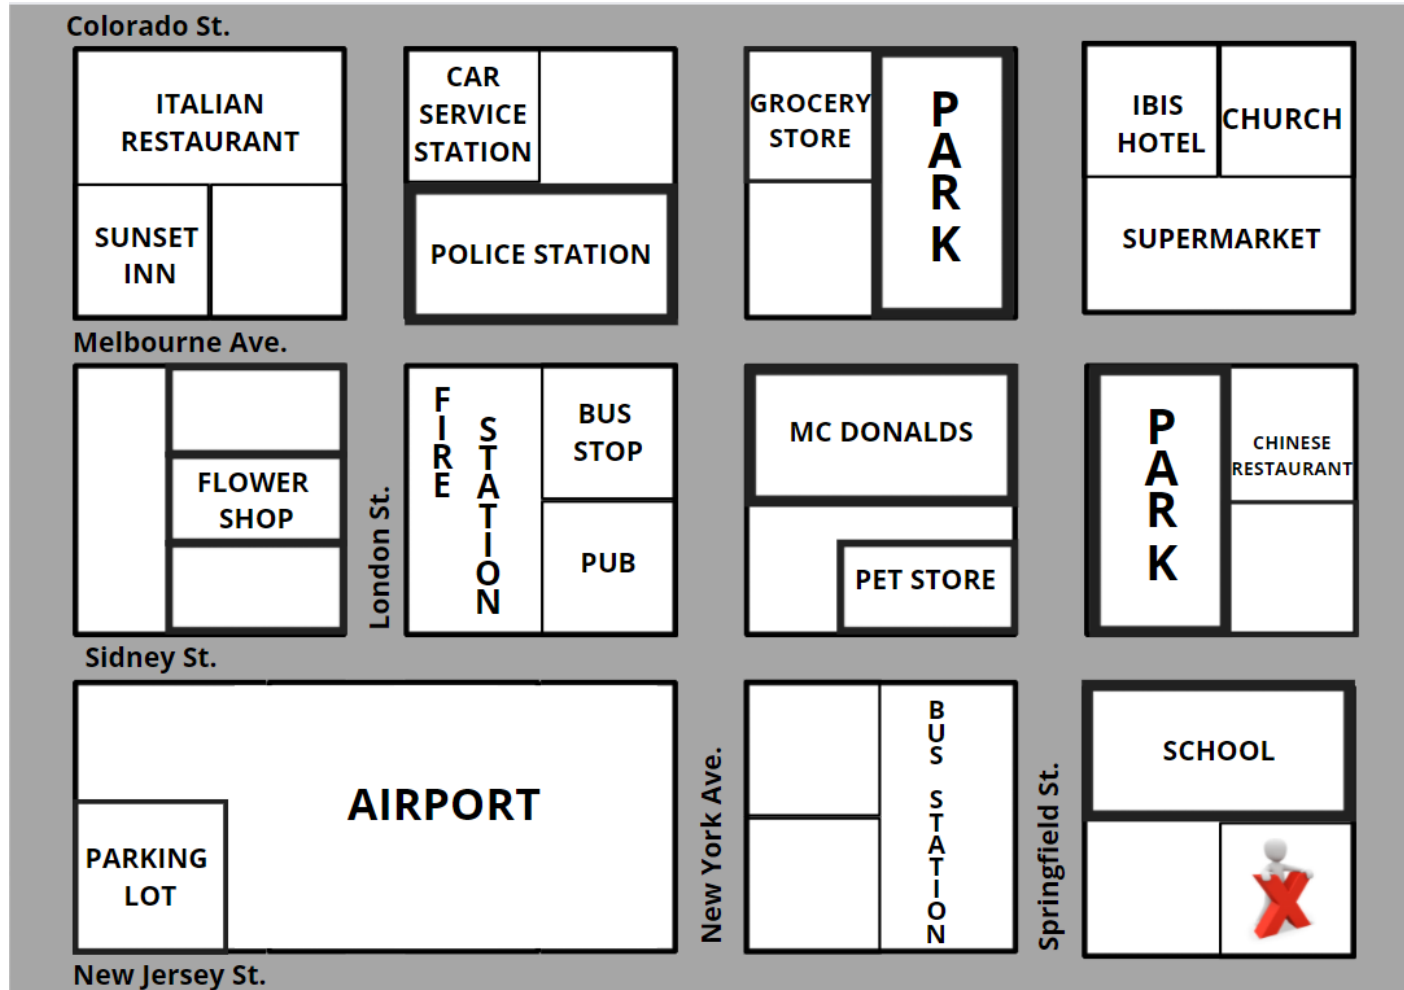 Colorado St.
ITALIAN
RESTAURANT
SUNSET
INN
CAR
SERVICE
STATION
POLICE STATION
GROCERY
STORE
PARK
IBIS
HOTEL
CHURCH
SUPERMARKET
Melbourne Ave.
FLOWER
SHOP
London St.
FIRE
STATION
BUS
STOP
PUB
MC DONALDS
PET STORE
PARK
CHINESE
RESTAURANT
Sidney St.
AIRPORT
PARKING
LOT
New York Ave.
BUS STATION
Springfield St.
SCHOOL
X
New Jersey St.